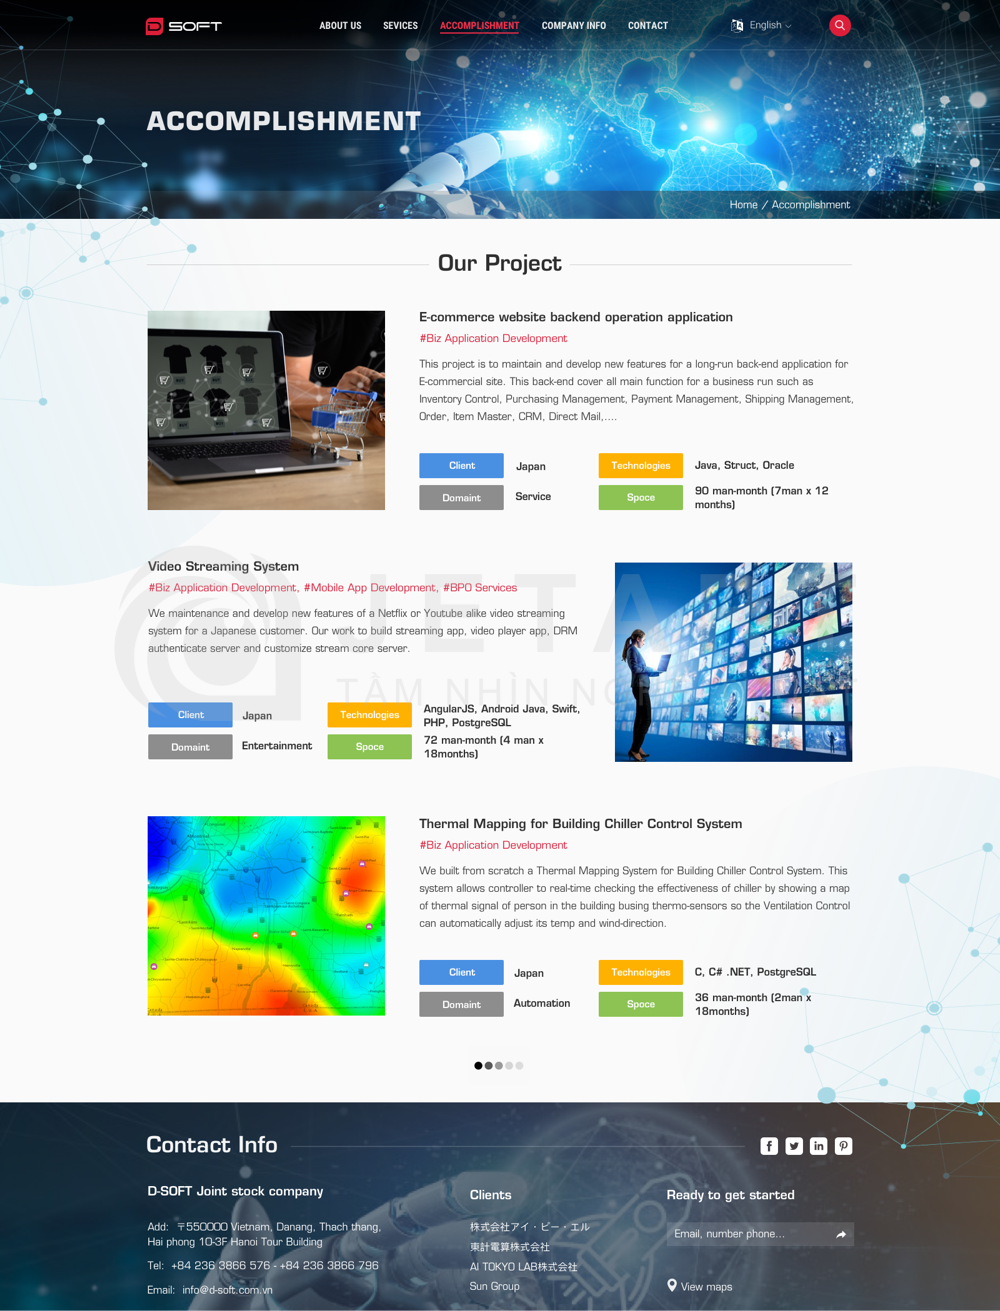 D SOFT
ABOUT US
SEVICES
ACCOMPLISHMENT
COMPANY INFO
CONTACT
English
ACCOMPLISHMENT
Home / Accomplishment
Our Project
E-commerce website backend operation application
#Biz Application Development
This project is to maintain and develop new features for a long-run back-end application for
E-commercial site. This back-end cover all main function for a business run such as
Inventory Control, Purchasing Management, Payment Management, Shipping Management,
Order, Item Master, CRM, Direct Mail,....
Client
Japan
Technologies
Java, Struct, Oracle
Domaint
Service
Spoce
90 man-month (7man x 12
months)
Video Streaming System
#Biz Application Development, #Mobile App Development, #BPO Services
We maintenance and develop new features of a Netflix or Youtube alike video streaming
system for a Japanese customer. Our work to build streaming app, video player app, DRM
authenticate server and customize stream core server.
TẦM NHÌN
Client
Japan
Technologies
AngularJS, Android Java, Swift,
PHP, PostgreSQL
Domaint
Entertainment
Spoce
72 man-month (4 man x
18months)
Thermal Mapping for Building Chiller Control System
#Biz Application Development
We built from scratch a Thermal Mapping System for Building Chiller Control System. This
system allows controller to real-time checking the effectiveness of chiller by showing a map
of thermal signal of person in the building busing thermo-sensors so the Ventilation Control
can automatically adjust its temp and wind-direction.
Client
Japan
Technologies
C, C# .NET, PostgreSQL
Domaint
Automation
Spoce
36 man-month (2man x
18months)
Contact Info
D-SOFT Joint stock company
Add: 〒550000 Vietnam, Danang, Thach thang,
Hai phong 10-3F Hanoi Tour Building
Tel: +84 236 3866 576 - +84 236 3866 796
Email: info@d-soft.com.vn
Clients
株式会社アイ・ビー・エル
東計電算株式会社
AI TOKYO LAB株式会社
Sun Group
Ready to get started
Email, number phone...
View maps